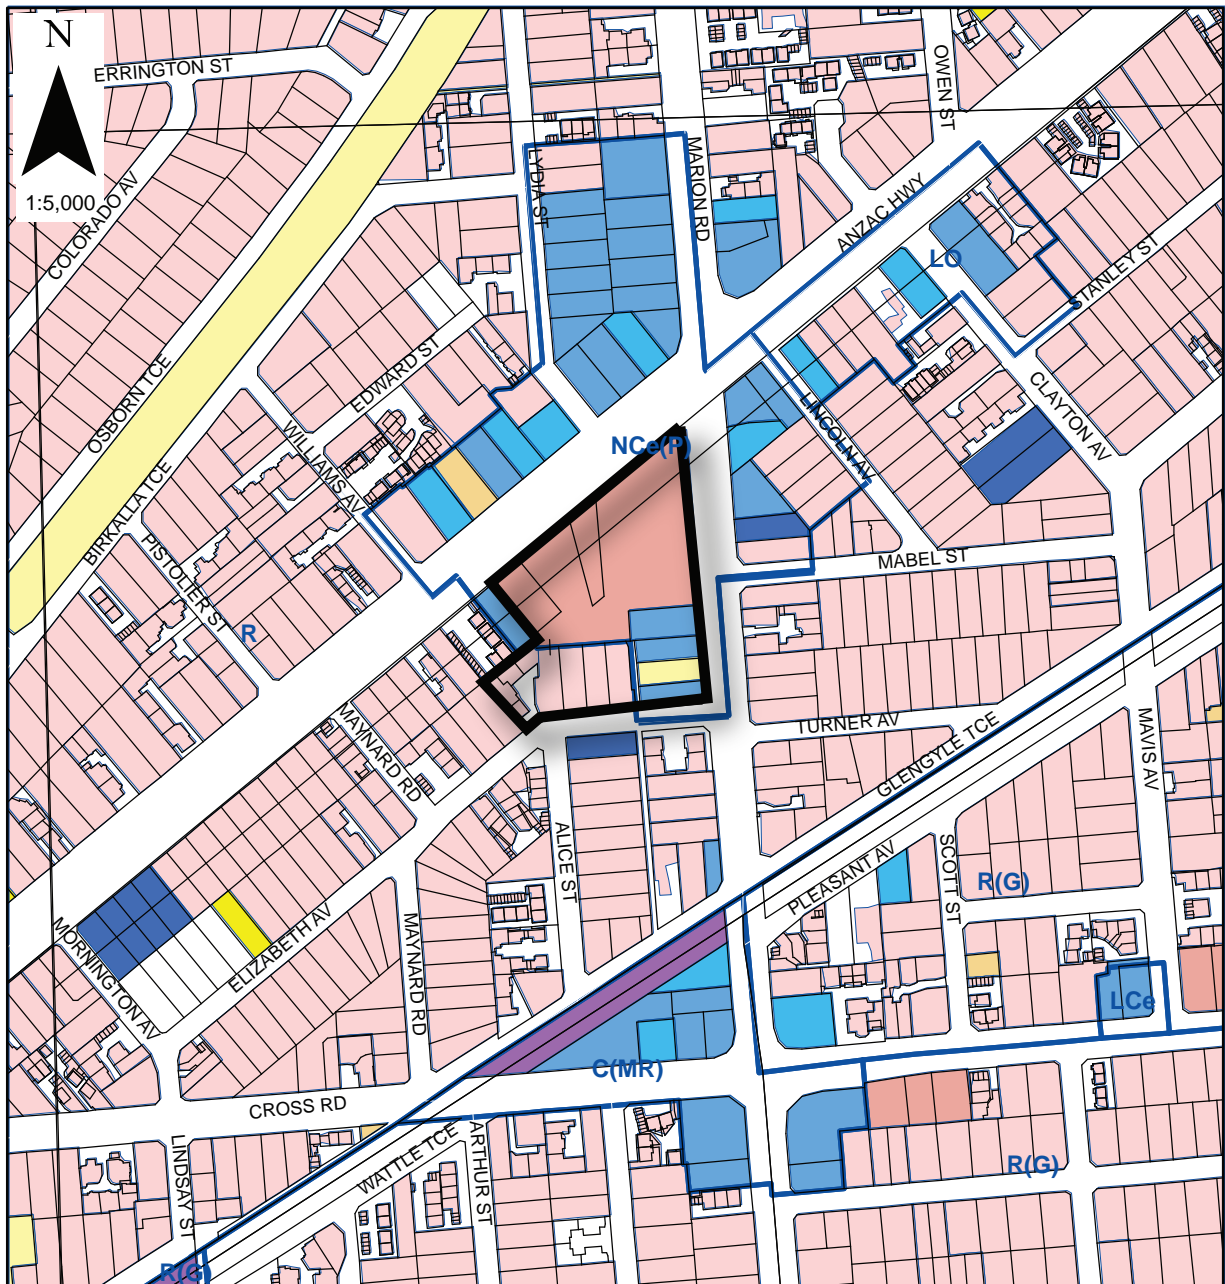 N
ERRINGTON ST
OWEN ST
1:5,000
COLORADO AV
LYDIA ST
MARION RD
ANZAC HWY
LO
STANLEY ST
EDWARD ST
OSBORN TCE
CLAYTON AV
LINCOLN AV
WILLIAMS AV
NCe(P)
BIRKALLA TCE
PISTOLIER ST
MABEL ST
R
MAYNARD RD
TURNER AV
GLENGYLE TCE
MAVIS AV
ALICE ST
PLEASANT AV
SCOTT ST
R(G)
MORNINGTON AV
ELIZABETH AV
MAYNARD RD
LCe
C(MR)
CROSS RD
WATTLE TCE
ARTHUR ST
LINDSAY ST
R(G)
R(G)